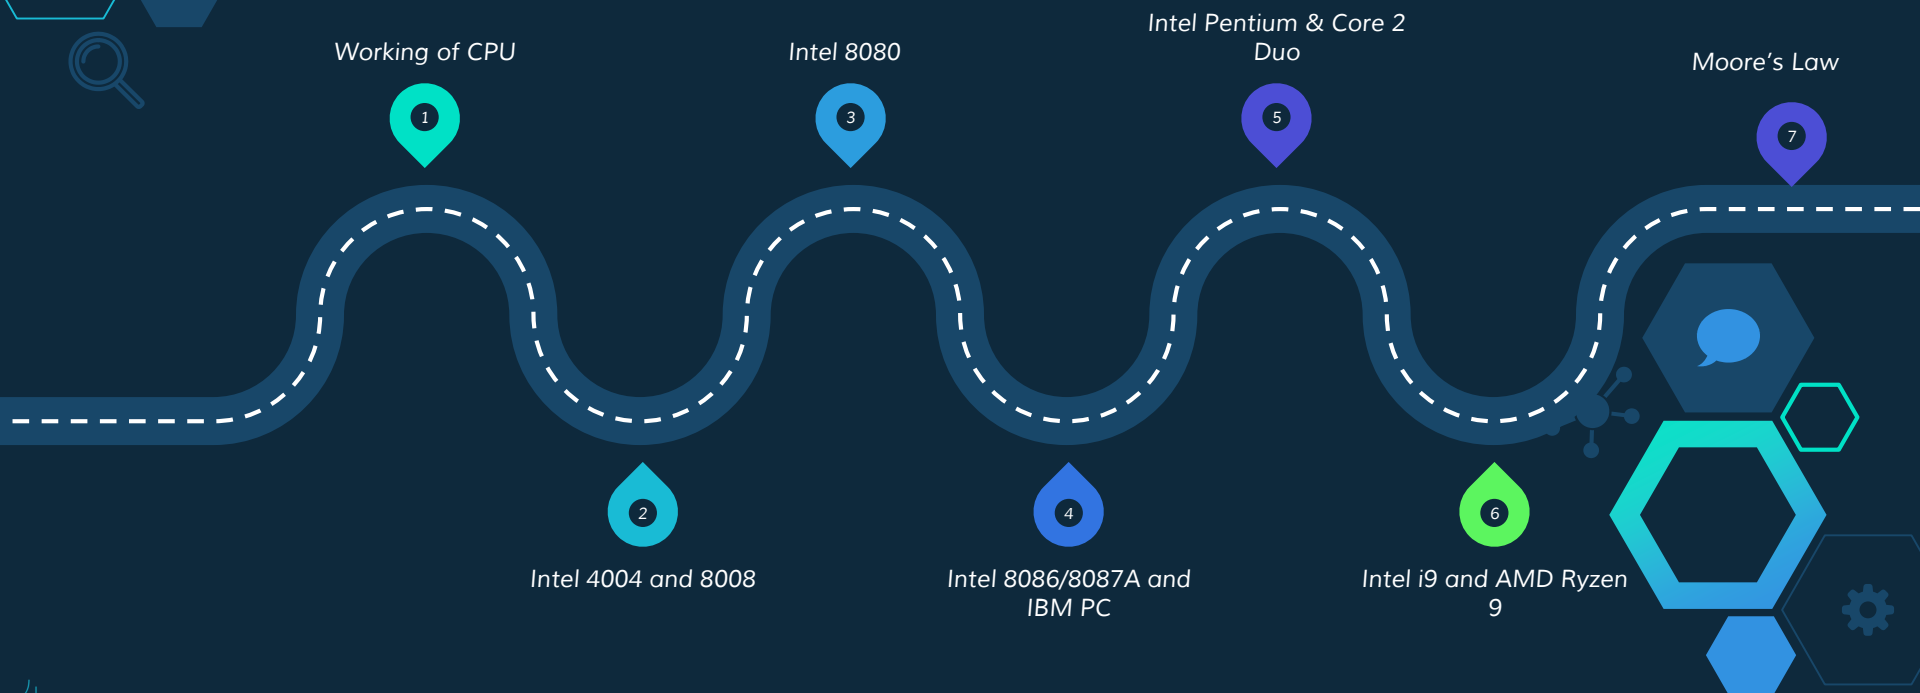 Working of CPU
1
Intel 4004 and 8008
2
Intel 8080
3
Intel 8086/8087A and
IBM PC
4
Intel Pentium & Core 2
Duo
5
Intel i9 and AMD Ryzen
9
6
Moore’s Law
7